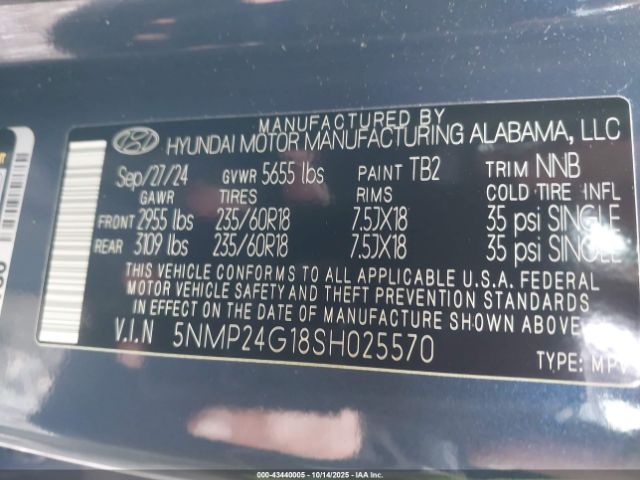 MANUFACTURED BY
HYUNDAI MOTOR MANUFACTURING ALABAMA, LLC
Sep/27/24 GVWR 5655 lbs PAINT TB2 TRIM NNB
GAWR TIRES RIMS COLD TIRE INFL
FRONT 2955 lbs 235/60R18 7.5JX18 35 psi SINGLE
REAR 3109 lbs 235/60R18 7.5JX18 35 psi SINGLE
THIS VEHICLE CONFORMS TO ALL APPLICABLE U.S.A. FEDERAL
MOTOR VEHICLE SAFETY AND THEFT PREVENTION STANDARDS
IN EFFECT ON THE DATE OF MANUFACTURE SHOWN ABOVE.
V.I.N 5NMP24G18SH025570
TYPE: MPV
000-43440005 - 10/14/2025 - IAAI.COM